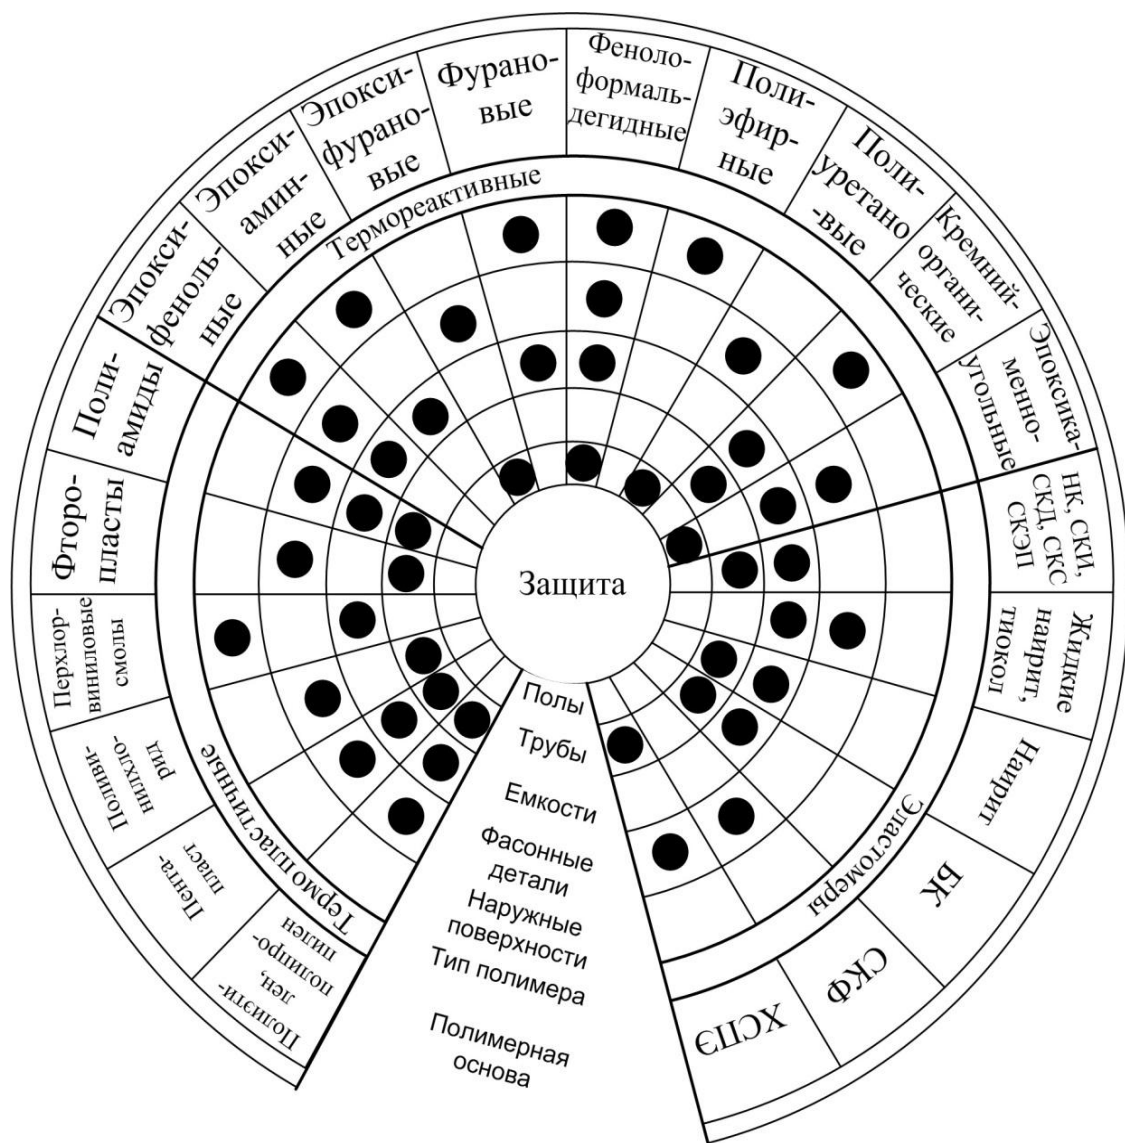 Полиэти-
лен,
полипро-
пилен
Пента-
пласт
Поливи-
нилхло-
рид
Перхлор-
виниловые
смолы
Фторо-
пласты
Поли-
амиды
Эпокси-
феноль-
ные
Эпокси-
амин-
ные
Эпокси-
фурано-
вые
Фурано-
вые
Феноло-
формаль-
дегидные
Поли-
эфир-
ные
Поли-
уретано
-вые
Кремний-
органи-
ческие
Эпоксика-
менно-
угольные
НК, СКИ,
СКД, СКС
СКЭП
Жидкие
наирит,
тиокол
Наирит
БК
СКФ
ХСПЭ
Термопластичные
Термореактивные
Эластомеры
Защита
Полы
Трубы
Емкости
Фасонные
детали
Наружные
поверхности
Тип полимера
Полимерная
основа